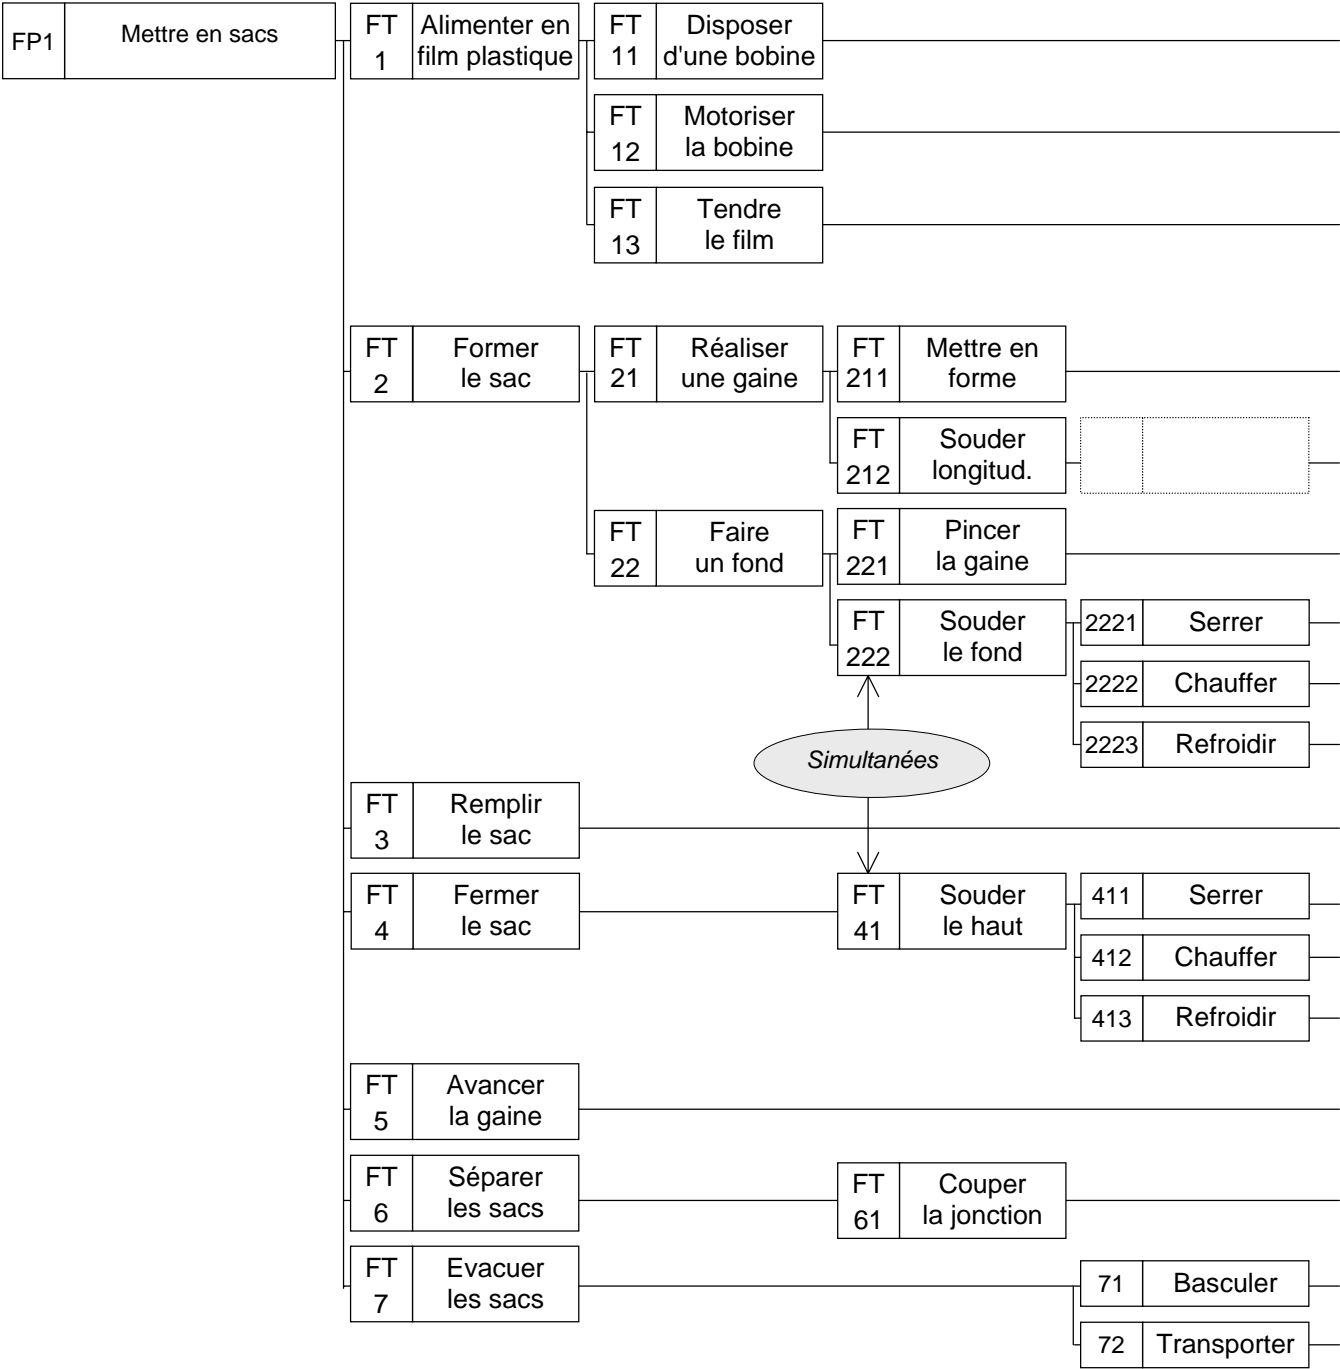 FP1
Mettre en sacs
FT
1
Alimenter en
film plastique
FT
11
Disposer
d'une bobine
FT
12
Motoriser
la bobine
FT
13
Tendre
le film
FT
2
Former
le sac
FT
21
Réaliser
une gaine
FT
211
Mettre en
forme
FT
212
Souder
longitud.
FT
22
Faire
un fond
FT
221
Pincer
la gaine
FT
222
Souder
le fond
2221
Serrer
2222
Chauffer
2223
Refroidir
Simultanées
FT
3
Remplir
le sac
FT
4
Fermer
le sac
FT
41
Souder
le haut
411
Serrer
412
Chauffer
413
Refroidir
FT
5
Avancer
la gaine
FT
6
Séparer
les sacs
FT
61
Couper
la jonction
FT
7
Evacuer
les sacs
71
Basculer
72
Transporter